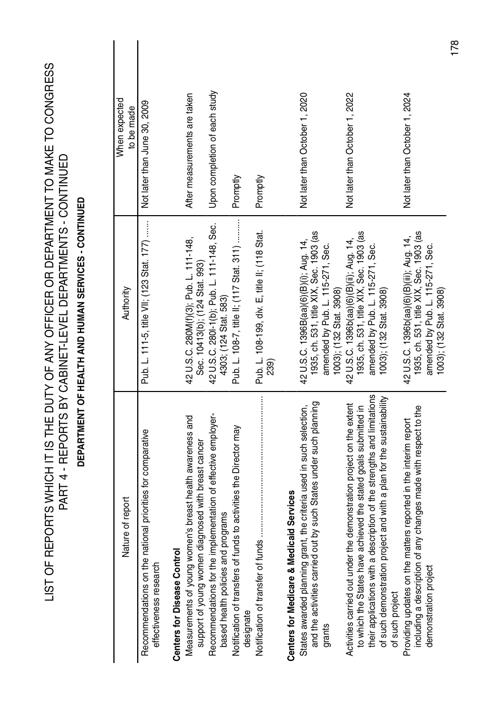 LIST OF REPORTS WHICH IT IS THE DUTY OF ANY OFFICER OR DEPARTMENT TO MAKE TO CONGRESS
PART 4 - REPORTS BY CABINET-LEVEL DEPARTMENTS - CONTINUED
DEPARTMENT OF HEALTH AND HUMAN SERVICES - CONTINUED
Nature of report
Authority
When expected
to be made
Recommendations on the national priorities for comparative
effectiveness research
Pub. L. 111-5, title VII; (123 Stat. 177) ......
Not later than June 30, 2009
Centers for Disease Control
Measurements of young women's breast health awareness and
support of young women diagnosed with breast cancer
42 U.S.C. 280M(f)(3); Pub. L. 111-148,
Sec. 10413(b); (124 Stat. 993)
After measurements are taken
Recommendations for the implementation of effective employer-
based health policies and programs
42 U.S.C. 280l-1(b); Pub. L. 111-148, Sec.
4303; (124 Stat. 583)
Upon completion of each study
Notification of transfers of funds to activities the Director may
designate
Pub. L. 108-7, title II; (117 Stat. 311) ........
Promptly
Notification of transfer of funds ..................................................
Pub. L. 108-199, div. E, title II; (118 Stat.
239)
Promptly
Centers for Medicare & Medicaid Services
States awarded planning grant, the criteria used in such selection,
and the activities carried out by such States under such planning
grants
42 U.S.C. 1396B(aa)(6)(B)(i); Aug. 14,
1935, ch. 531, title XIX, Sec. 1903 (as
amended by Pub. L. 115-271, Sec.
1003); (132 Stat. 3908)
Not later than October 1, 2020
Activities carried out under the demonstration project on the extent
to which the States have achieved the stated goals submitted in
their applications with a description of the strengths and limitations
of such demonstration project and with a plan for the sustainability
of such project
42 U.S.C. 1396b(aa)(6)(B)(ii); Aug. 14,
1935, ch. 531, title XIX, Sec. 1903 (as
amended by Pub. L. 115-271, Sec.
1003); (132 Stat. 3908)
Not later than October 1, 2022
Providing updates on the matters reported in the interim report
including a description of any changes made with respect to the
demonstration project
42 U.S.C. 1396b(aa)(6)(B)(iii); Aug. 14,
1935, ch. 531, title XIX, Sec. 1903 (as
amended by Pub. L. 115-271, Sec.
1003); (132 Stat. 3908)
Not later than October 1, 2024
178